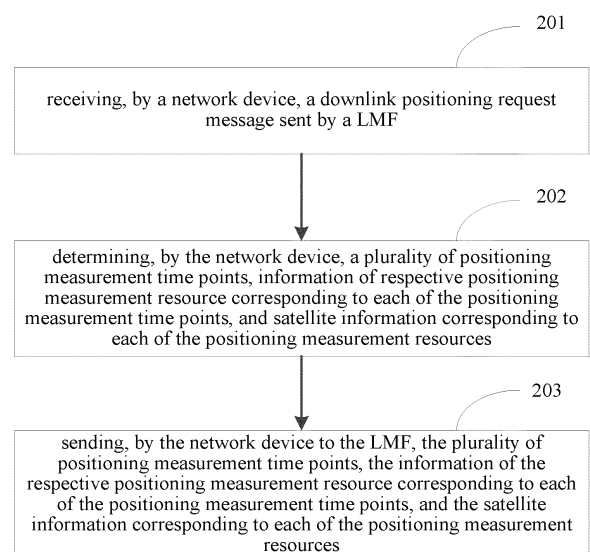 201
receiving, by a network device, a downlink positioning request
message sent by a LMF
202
determining, by the network device, a plurality of positioning
measurement time points, information of respective positioning
measurement resource corresponding to each of the positioning
measurement time points, and satellite information corresponding to
each of the positioning measurement resources
203
sending, by the network device to the LMF, the plurality of
positioning measurement time points, the information of the
respective positioning measurement resource corresponding to each
of the positioning measurement time points, and the satellite
information corresponding to each of the positioning measurement
resources